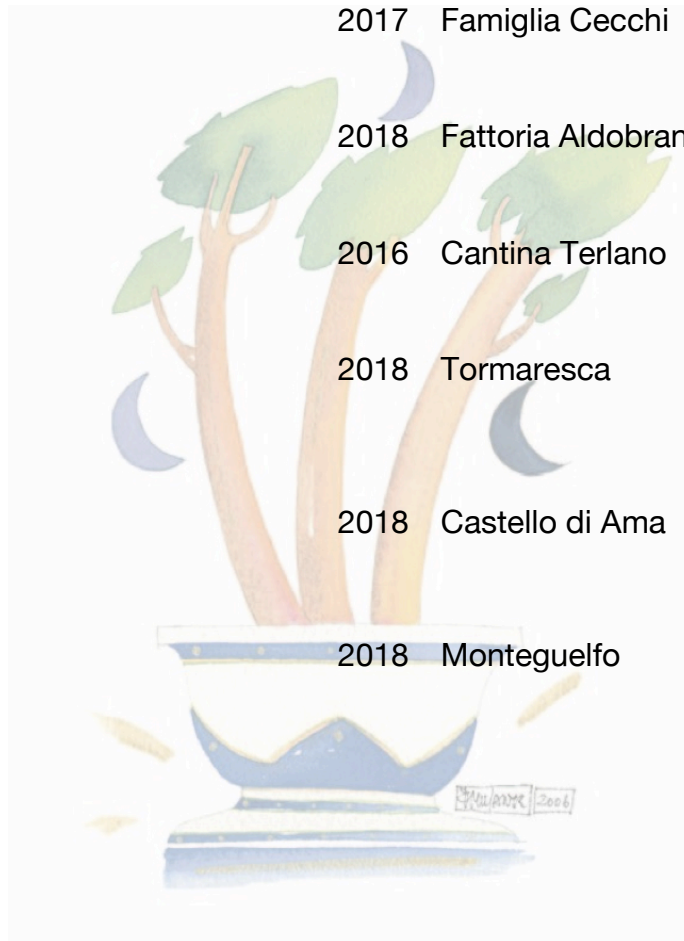 2017 Famiglia Cecchi
2018 Fattoria Aldobran
2016 Cantina Terlano
2018 Tormaresca
2018 Castello di Ama
2018 Monteguelfo
2006